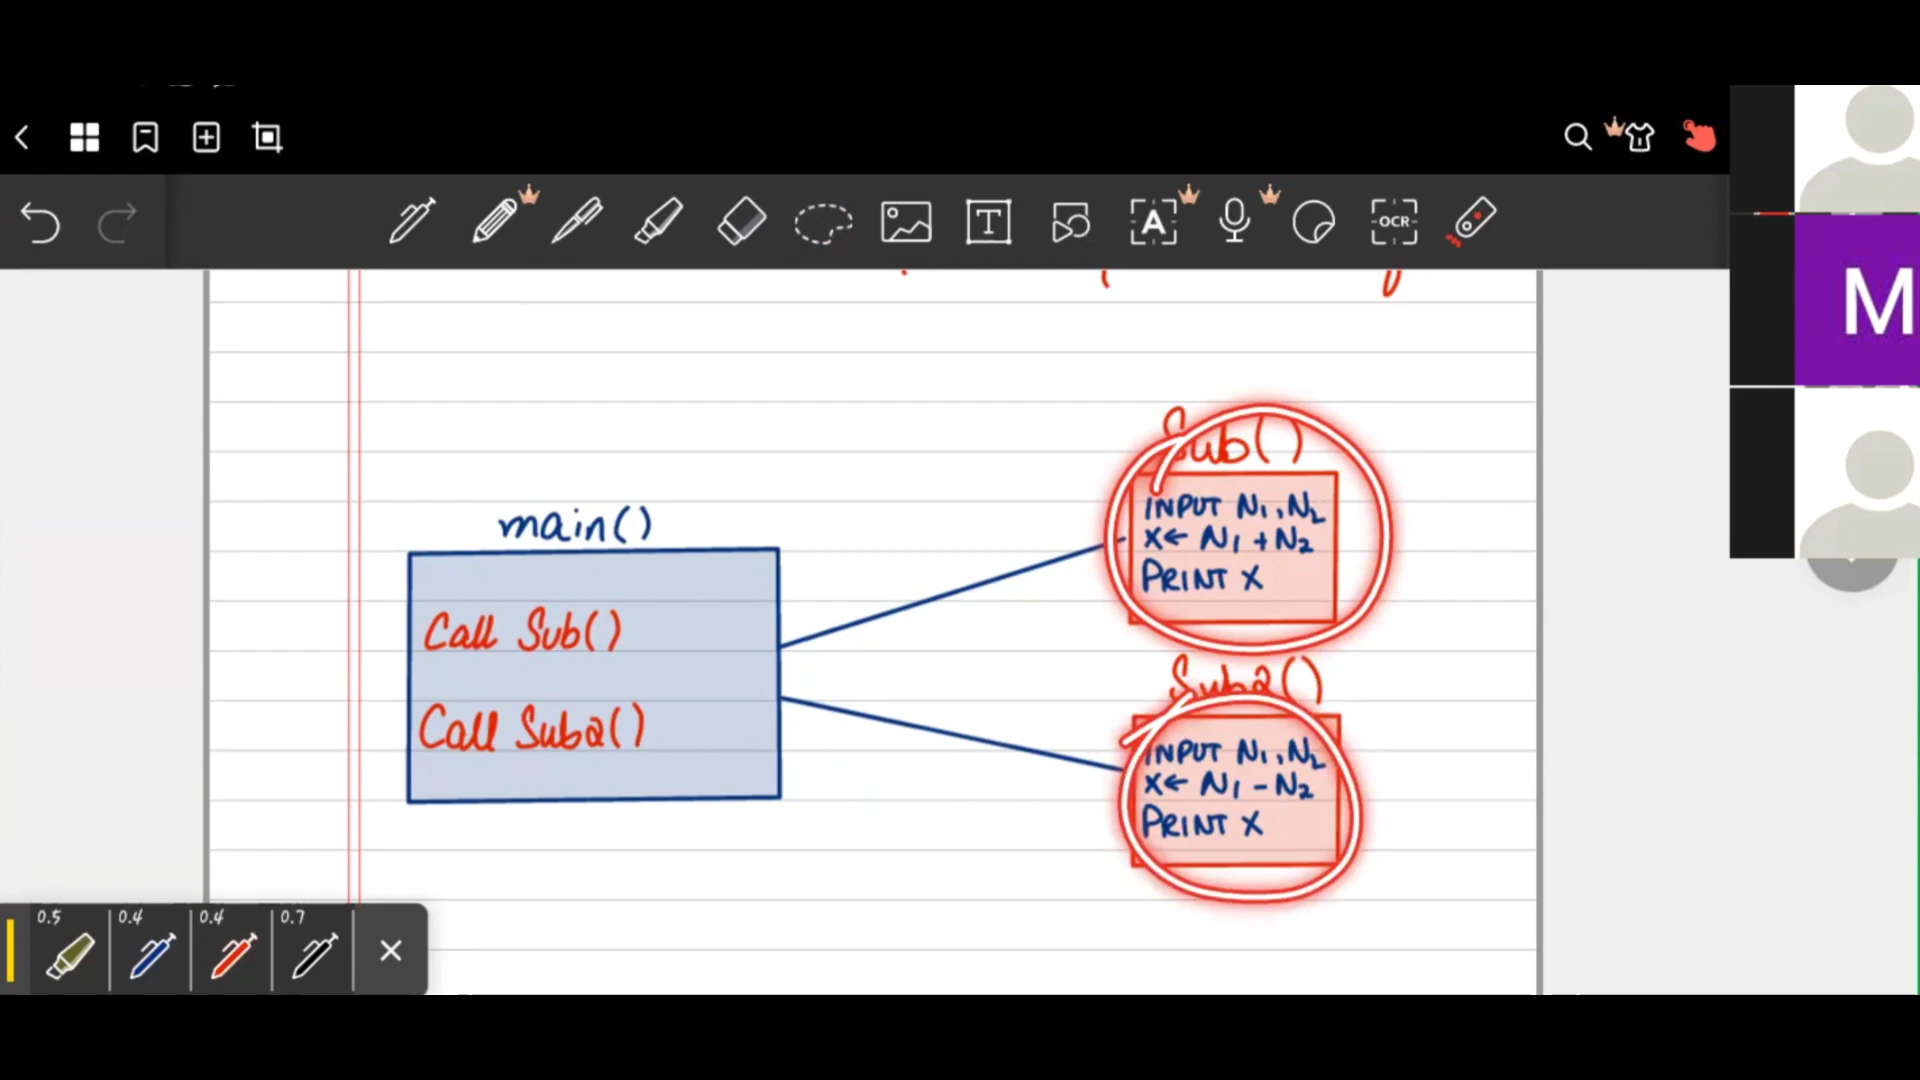 A
T
OCR
M
Sub()
INPUT N1, N2
X← N1 + N2
PRINT X
main()
Call Sub()
Call Sub2()
Sub2()
INPUT N1, N2
X← N1 - N2
PRINT X
0.5
0.4
0.4
0.7